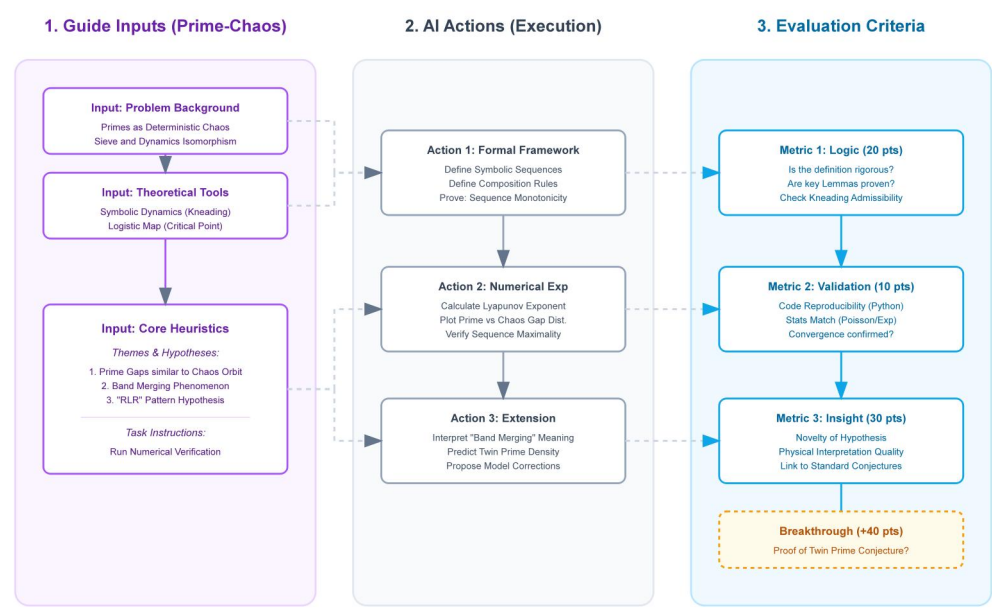 1. Guide Inputs (Prime-Chaos)
Input: Problem Background
Primes as Deterministic Chaos
Sieve and Dynamics Isomorphism
Input: Theoretical Tools
Symbolic Dynamics (Kneading)
Logistic Map (Critical Point)
Input: Core Heuristics
Themes & Hypotheses:
1. Prime Gaps similar to Chaos Orbit
2. Band Merging Phenomenon
3. "RLR" Pattern Hypothesis
Task Instructions:
Run Numerical Verification
2. AI Actions (Execution)
Action 1: Formal Framework
Define Symbolic Sequences
Define Composition Rules
Prove: Sequence Monotonicity
Action 2: Numerical Exp
Calculate Lyapunov Exponent
Plot Prime vs Chaos Gap Dist.
Verify Sequence Maximality
Action 3: Extension
Interpret "Band Merging" Meaning
Predict Twin Prime Density
Propose Model Corrections
3. Evaluation Criteria
Metric 1: Logic (20 pts)
Is the definition rigorous?
Are key Lemmas proven?
Check Kneading Admissibility
Metric 2: Validation (10 pts)
Code Reproducibility (Python)
Stats Match (Poisson/Exp)
Convergence confirmed?
Metric 3: Insight (30 pts)
Novelty of Hypothesis
Physical Interpretation Quality
Link to Standard Conjectures
Breakthrough (+40 pts)
Proof of Twin Prime Conjecture?